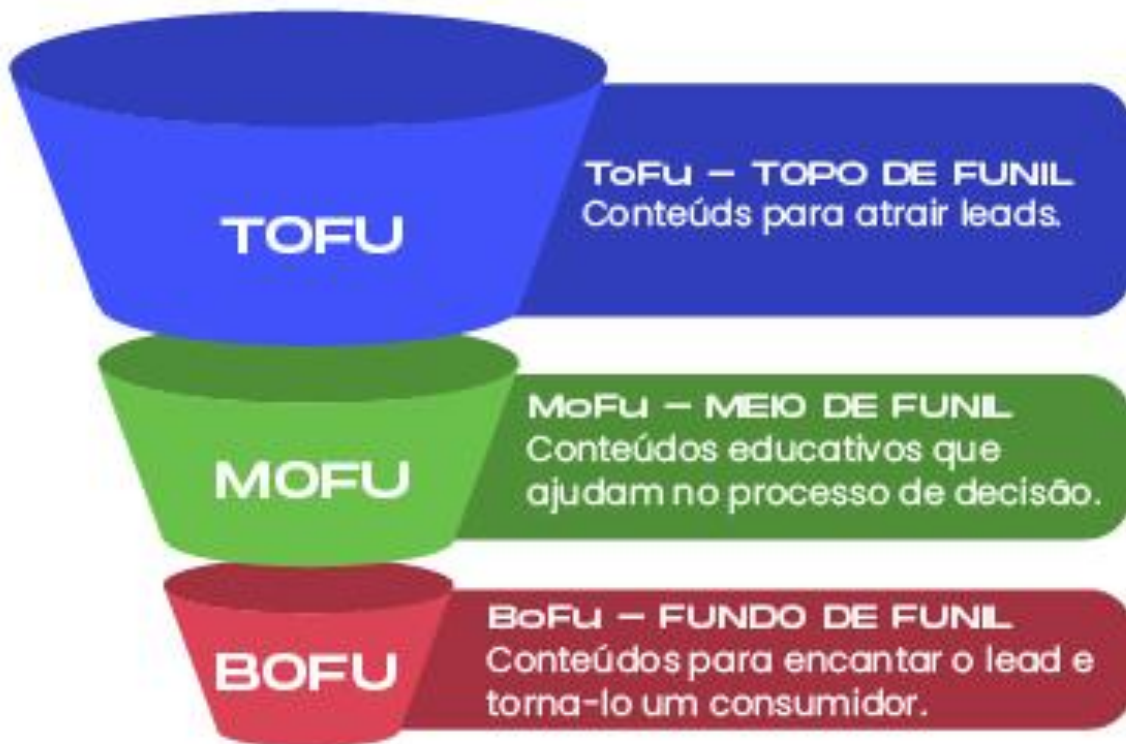 TOFU
ToFu – TOPO DE FUNIL
Conteúds para atrair leads.
MOFU
MoFu – MEIO DE FUNIL
Conteúdos educativos que
ajudam no processo de decisão.
BOFU
BoFu – FUNDO DE FUNIL
Conteúdos para encantar o lead e
torna-lo um consumidor.